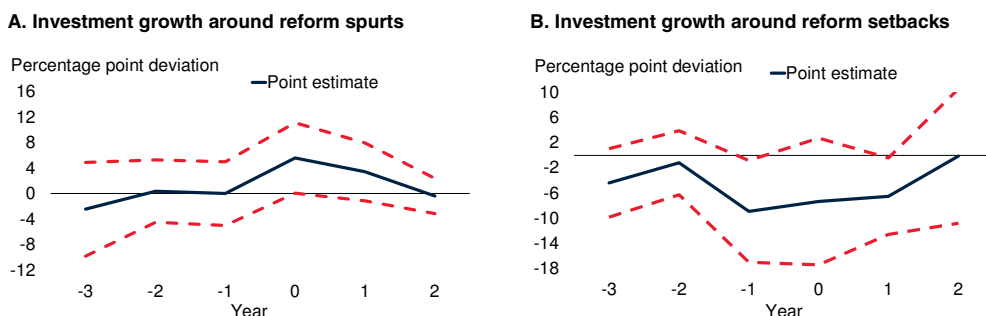 A. Investment growth around reform spurts
Percentage point deviation
Point estimate
16
12
8
4
0
-4
-8
-12
-3 -2 -1 0 1 2
Year
B. Investment growth around reform setbacks
Percentage point deviation
Point estimate
10
6
2
-2
-6
-10
-14
-18
-3 -2 -1 0 1 2
Year